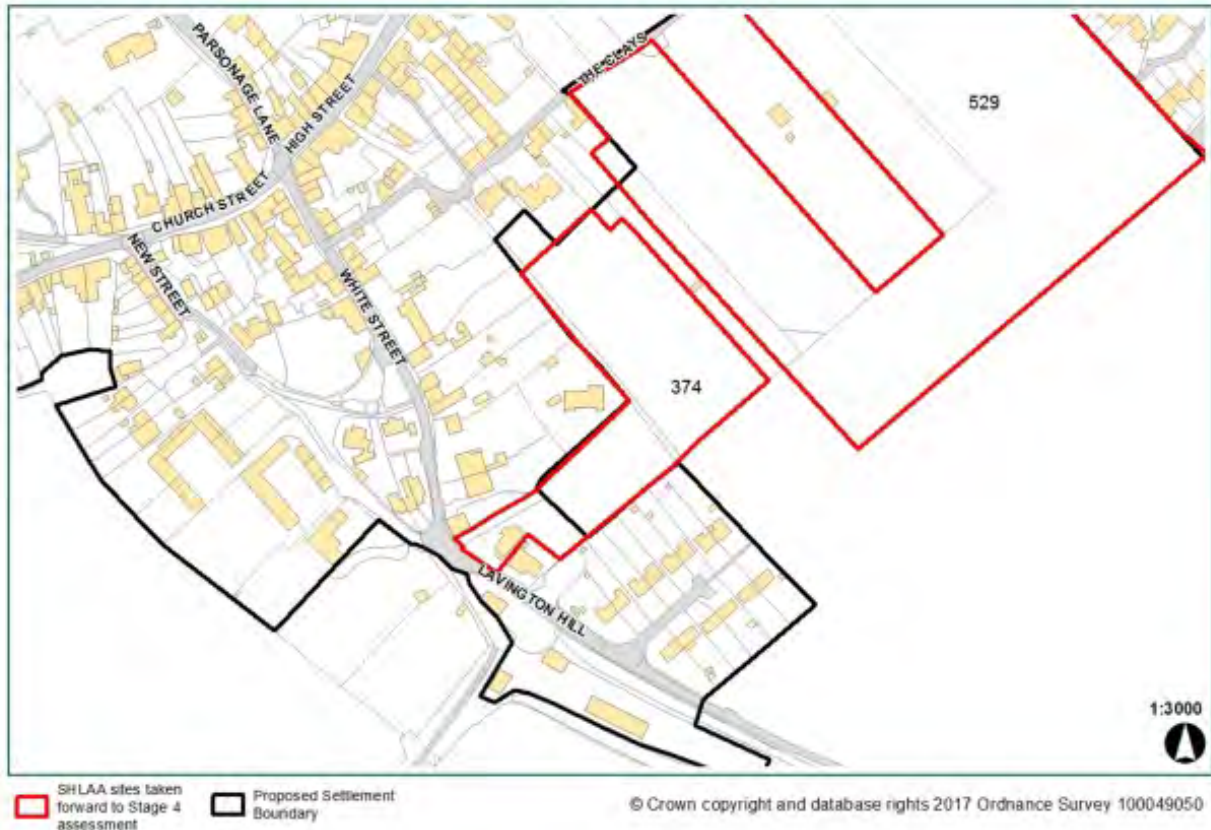 PARSONAGE LANE
HIGH STREET
THE CLAYS
529
CHURCH STREET
NEW STREET
WHITE STREET
374
LAVINGTON HILL
1:3000
SHLAA sites taken
forward to Stage 4
assessment
Proposed Settlement
Boundary
© Crown copyright and database rights 2017 Ordnance Survey 100049050